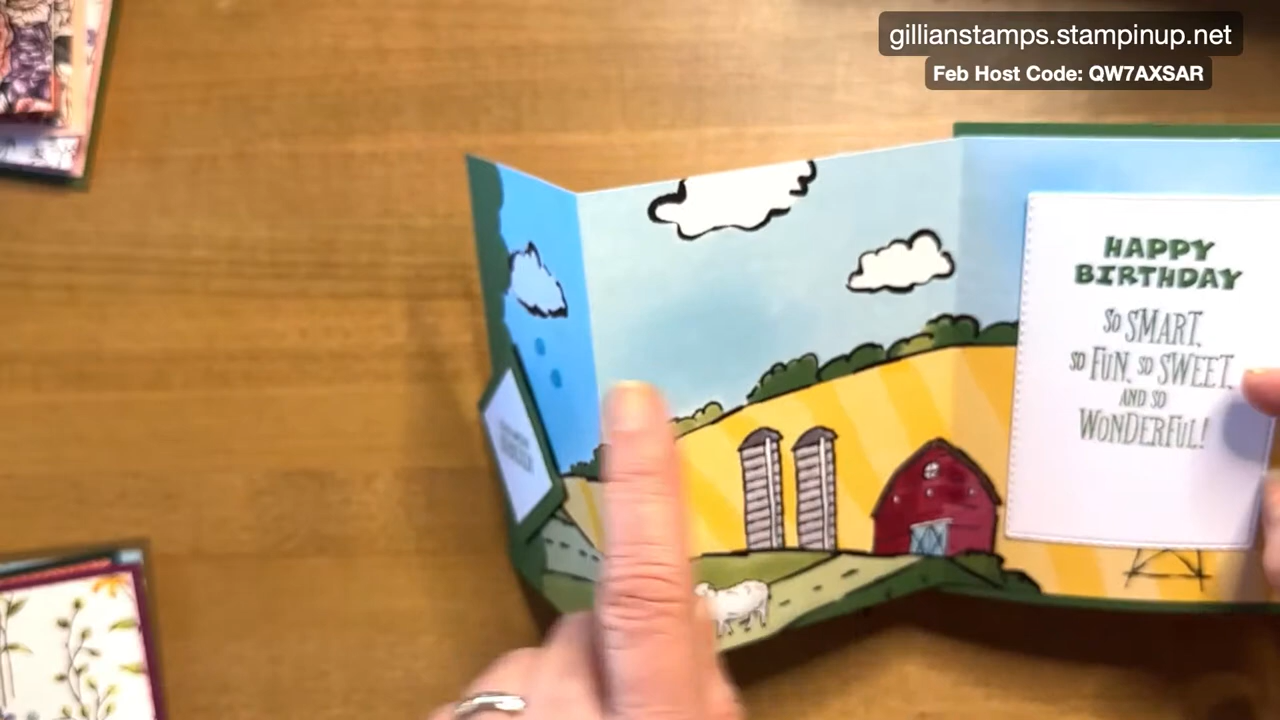 gillianstamps.stampinup.net
Feb Host Code: QW7AXSAR
HAPPY
BIRTHDAY
SO SMART,
SO FUN, SO SWEET,
AND SO
WONDERFUL!